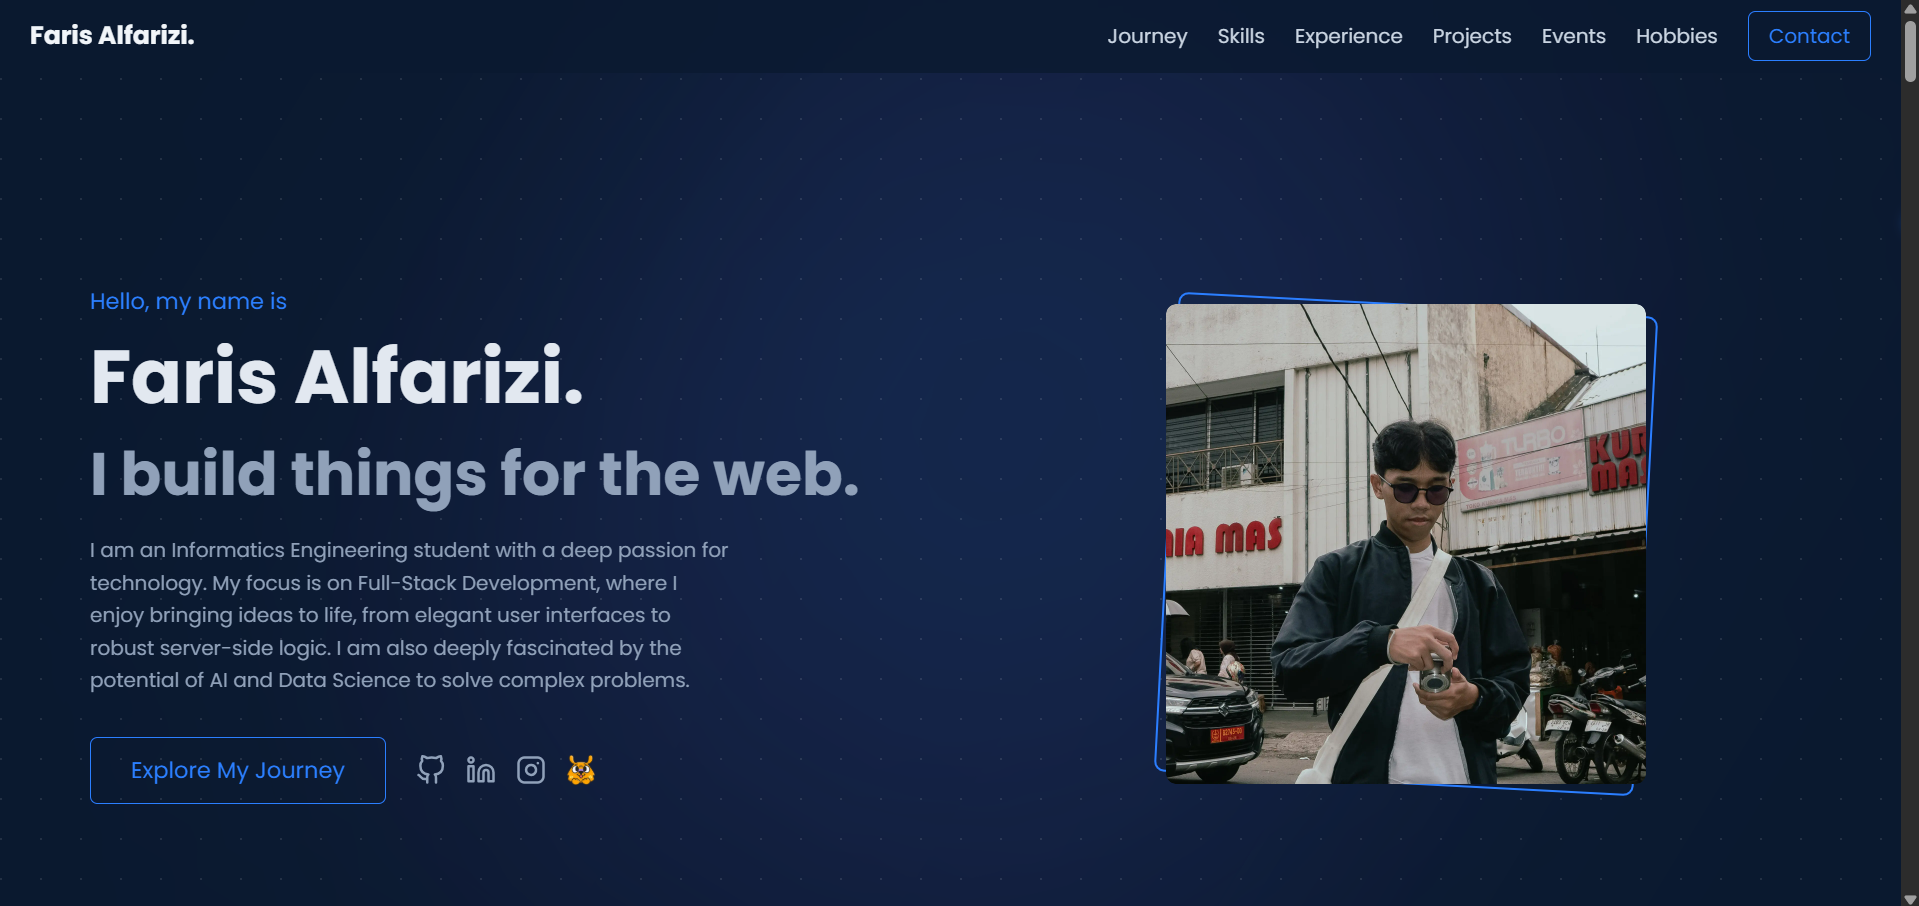 Faris Alfarizi.
Journey Skills Experience Projects Events Hobbies Contact
Hello, my name is
Faris Alfarizi.
I build things for the web.
I am an Informatics Engineering student with a deep passion for
technology. My focus is on Full-Stack Development, where I
enjoy bringing ideas to life, from elegant user interfaces to
robust server-side logic. I am also deeply fascinated by the
potential of AI and Data Science to solve complex problems.
Explore My Journey
in
TURBO
MAS